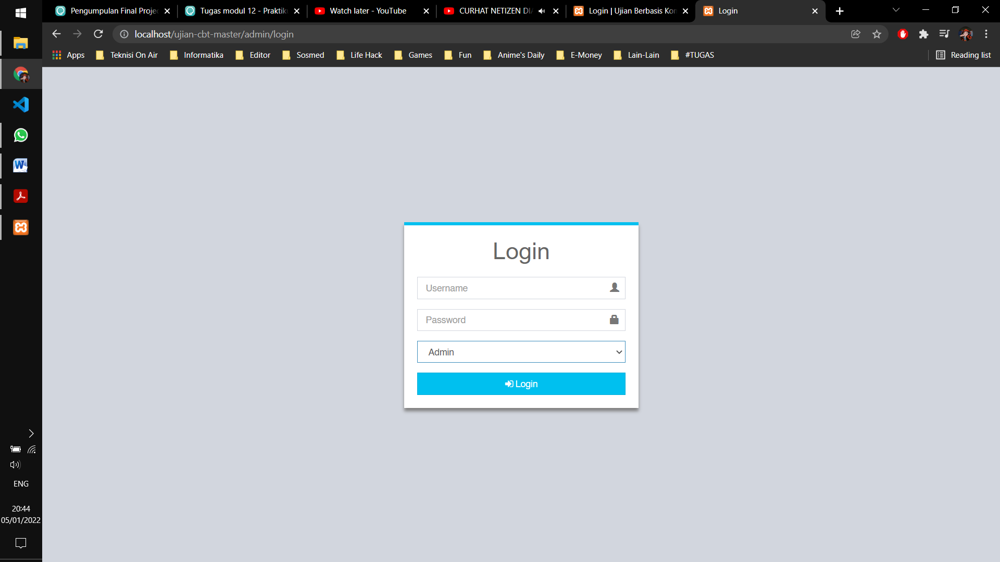 Pengumpulan Final Proje
Tugas modul 12 - Praktik
Watch later - YouTube
CURHAT NETIZEN DI
Login | Ujian Berbasis Kon
Login
localhost/ujian-cbt-master/admin/login
Apps
Teknisi On Air
Informatika
Editor
Sosmed
Life Hack
Games
Fun
Anime's Daily
E-Money
Lain-Lain
#TUGAS
Reading list
Login
Username
Password
Admin
Login
ENG
20:44
05/01/2022